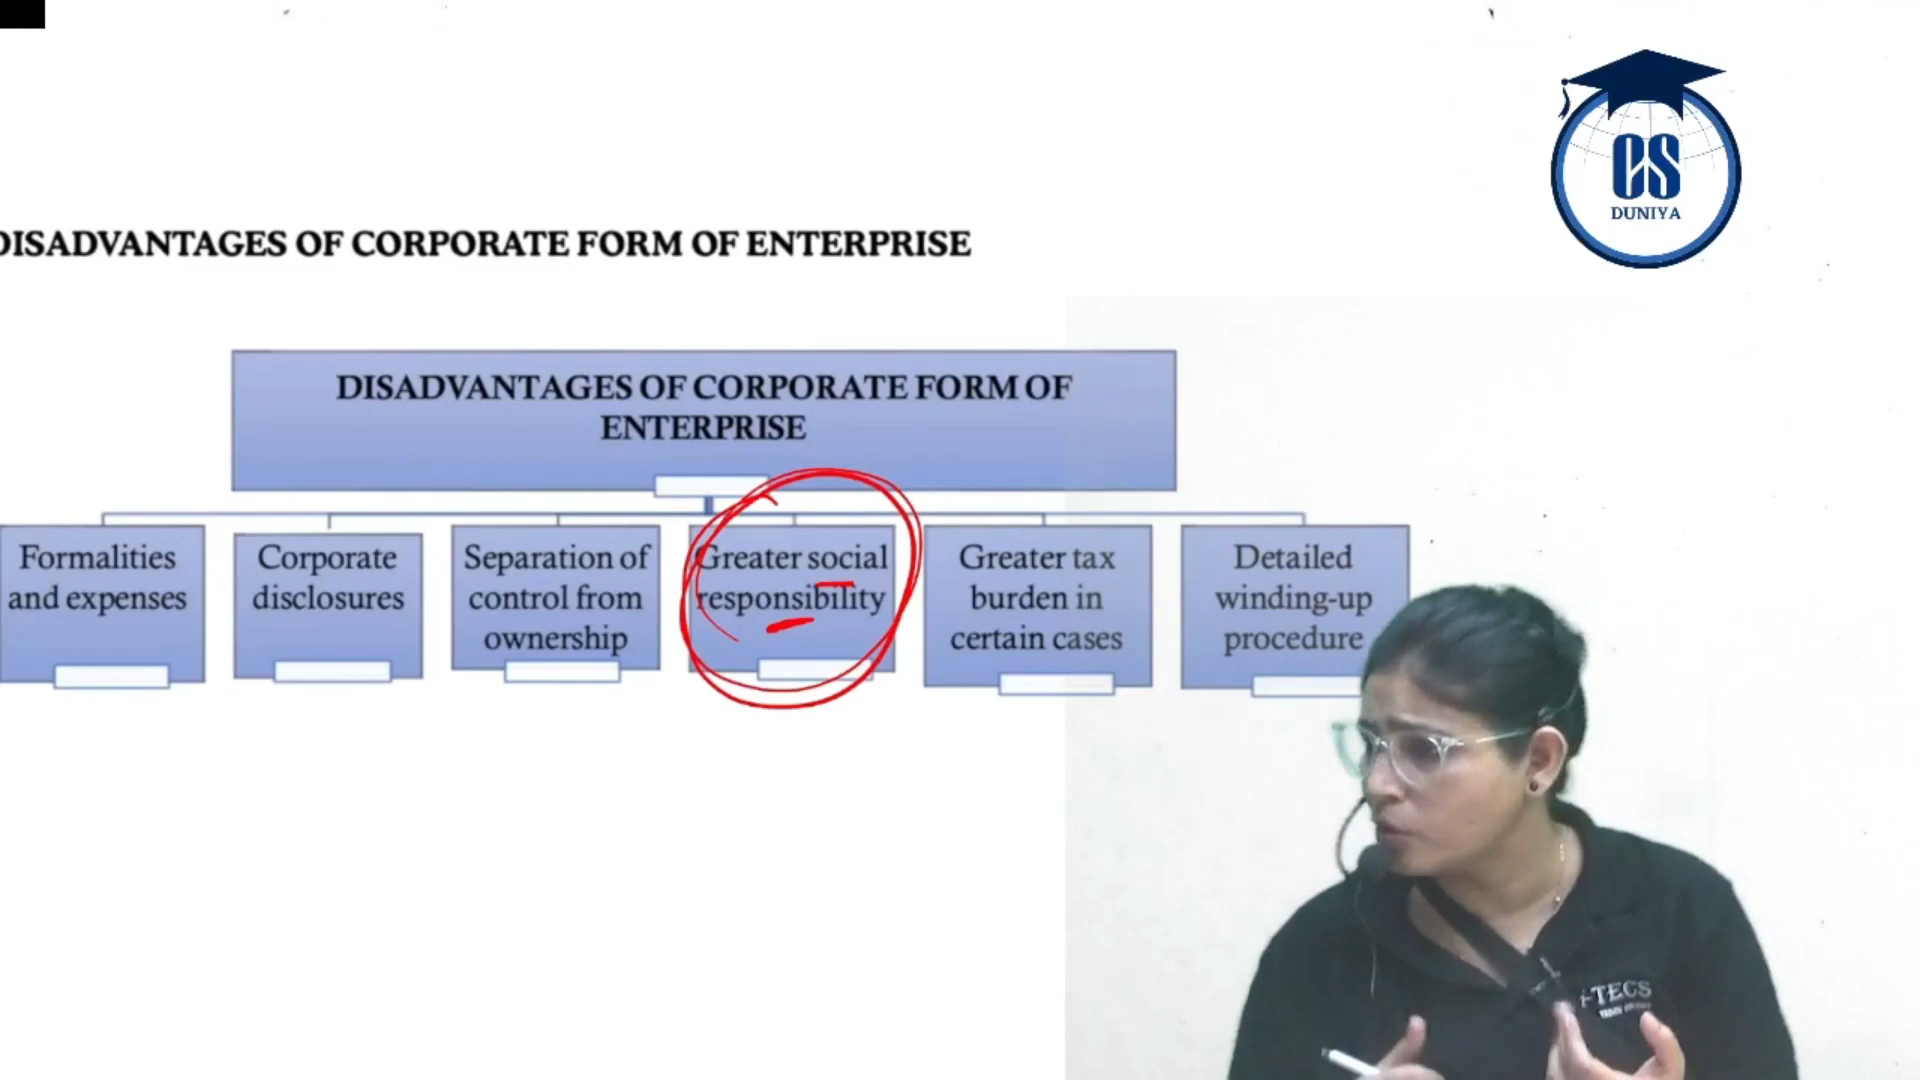 CS
DUNIYA
DISADVANTAGES OF CORPORATE FORM OF ENTERPRISE
DISADVANTAGES OF CORPORATE FORM OF
ENTERPRISE
Formalities
and expenses
Corporate
disclosures
Separation of
control from
ownership
Greater social
responsibility
Greater tax
burden in
certain cases
Detailed
winding-up
procedure
i-TECS